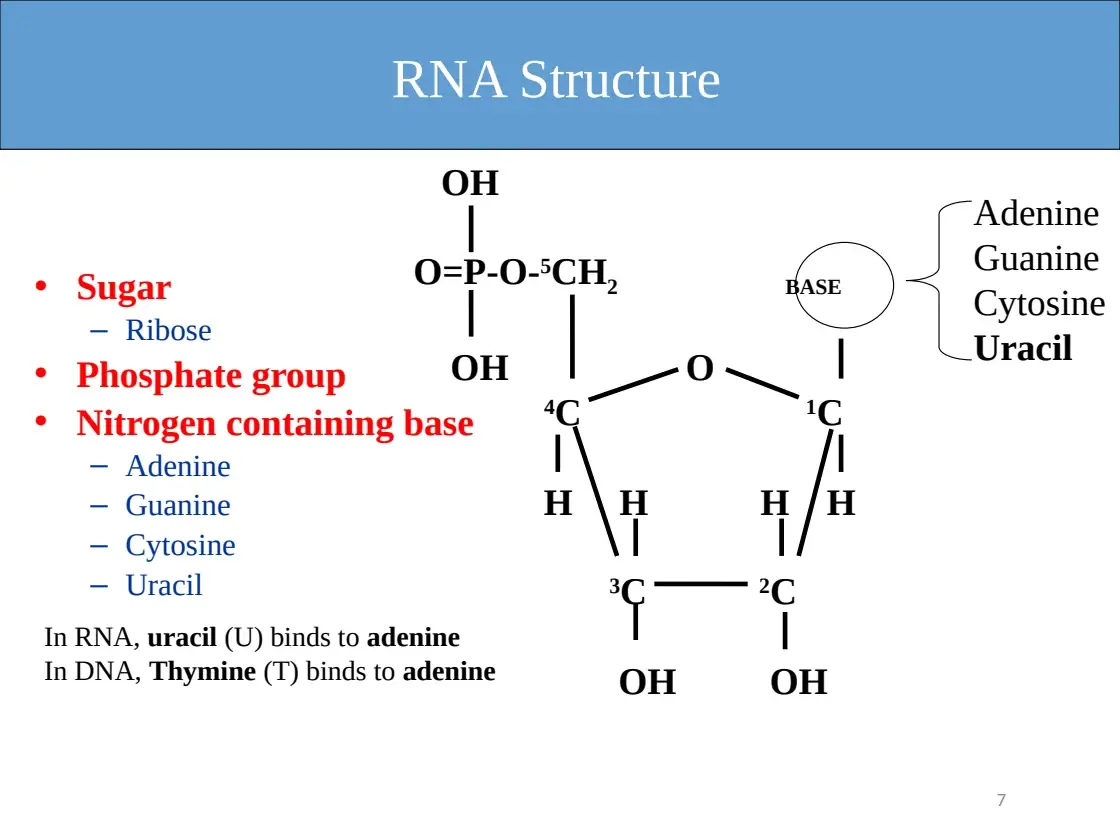 RNA Structure
• Sugar
– Ribose
• Phosphate group
• Nitrogen containing base
– Adenine
– Guanine
– Cytosine
– Uracil
In RNA, uracil (U) binds to adenine
In DNA, Thymine (T) binds to adenine
OH
O=P-O-⁵CH₂
OH
O
⁴C
¹C
H H H H
³C ²C
OH OH
BASE
Adenine
Guanine
Cytosine
Uracil
7